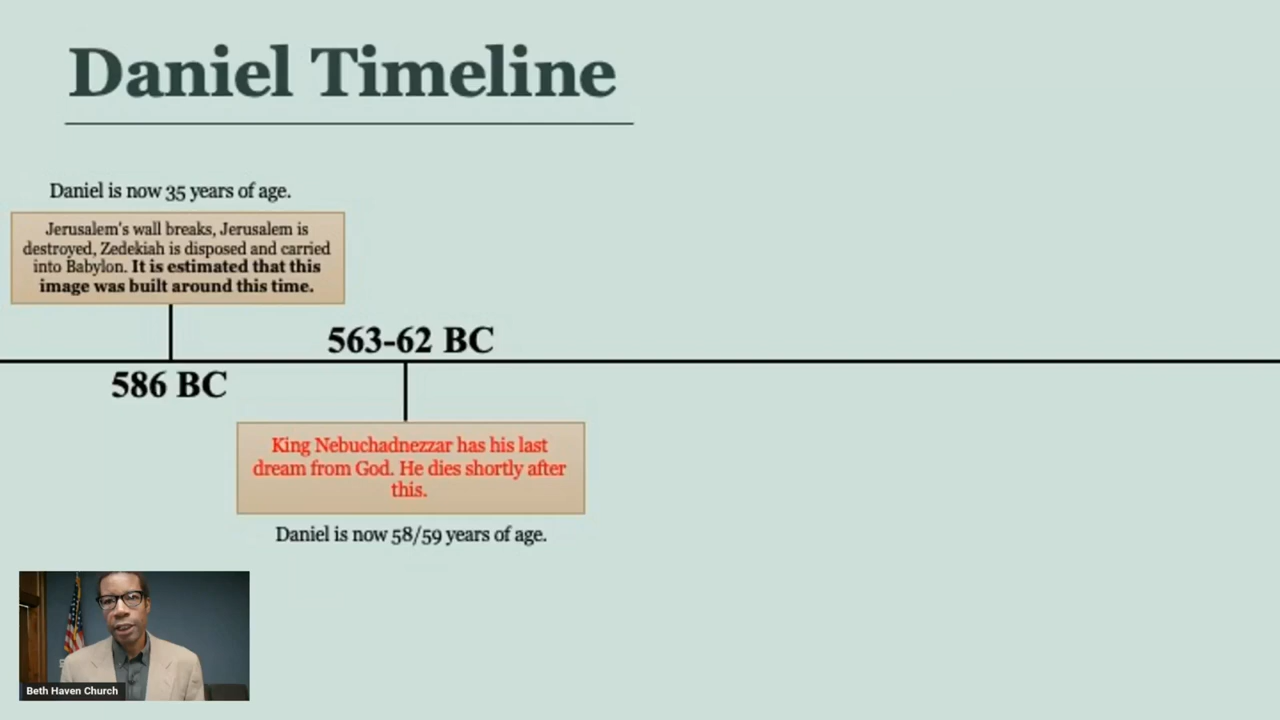 Daniel Timeline
Daniel is now 35 years of age.
Jerusalem's wall breaks, Jerusalem is
destroyed, Zedekiah is disposed and carried
into Babylon. It is estimated that this
image was built around this time.
563-62 BC
586 BC
King Nebuchadnezzar has his last
dream from God. He dies shortly after
this.
Daniel is now 58/59 years of age.
Beth Haven Church